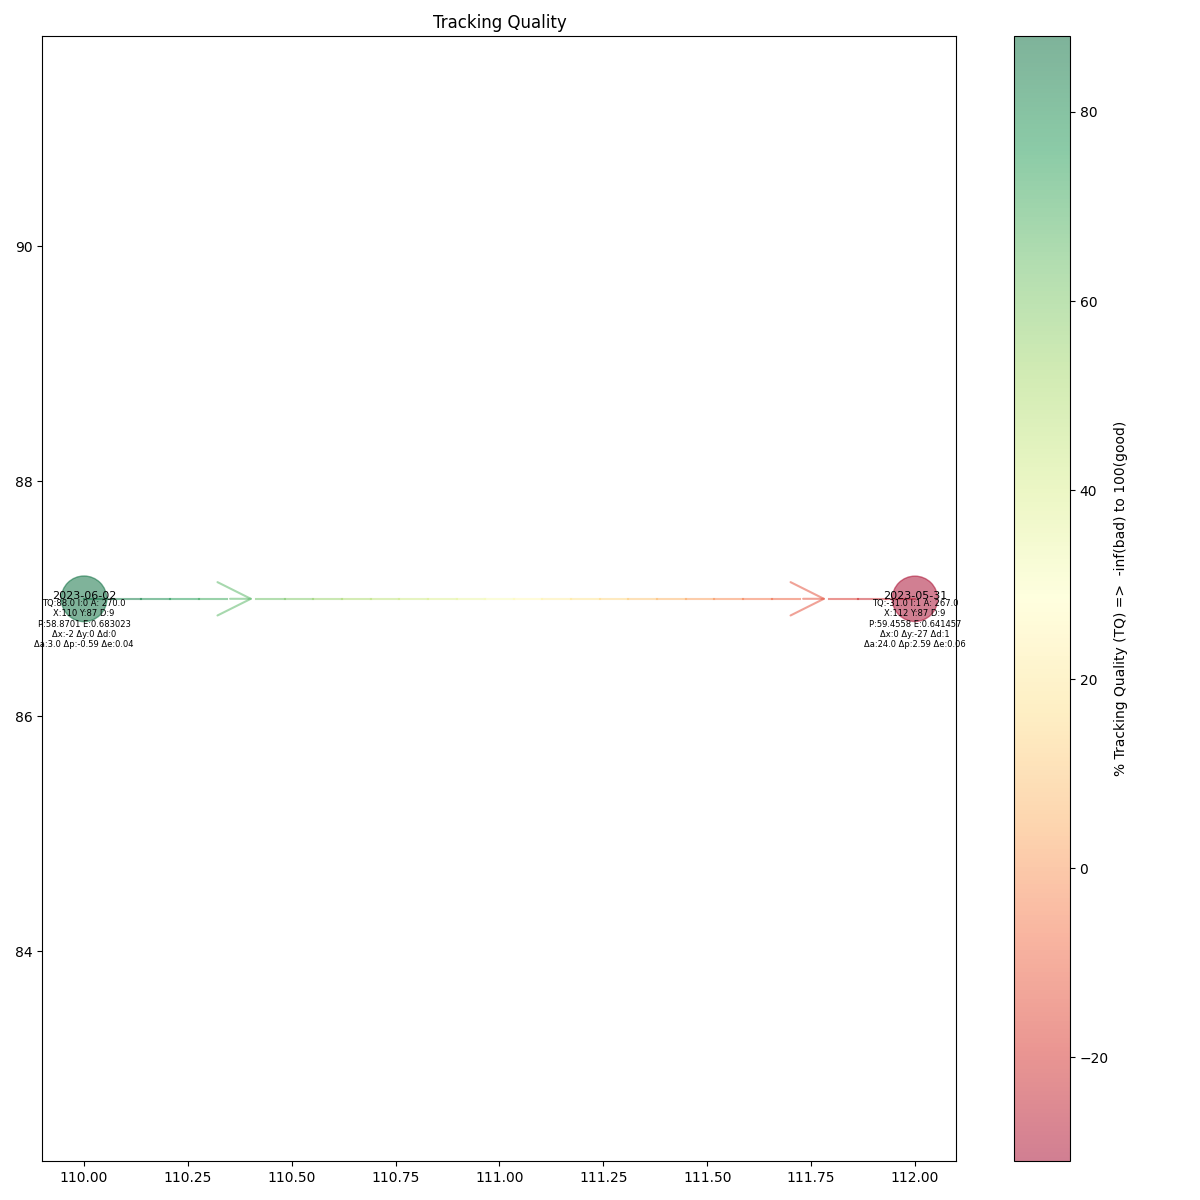 Tracking Quality
90
88
86
84
2023-06-02
TQ:88.0 I:0 A: 270.0
X:110 Y:87 D:9
P:58.8701 E:0.683023
Δx:-2 Δy:0 Δd:0
Δa:3.0 Δp:-0.59 Δe:0.04
2023-05-31
TQ:-31.0 I:1 A: 267.0
X:112 Y:87 D:9
P:59.4558 E:0.641457
Δx:0 Δy:-27 Δd:1
Δa:24.0 Δp:2.59 Δe:0.06
110.00 110.25 110.50 110.75 111.00 111.25 111.50 111.75 112.00
80
60
40
20
0
−20
% Tracking Quality (TQ) => -inf(bad) to 100(good)